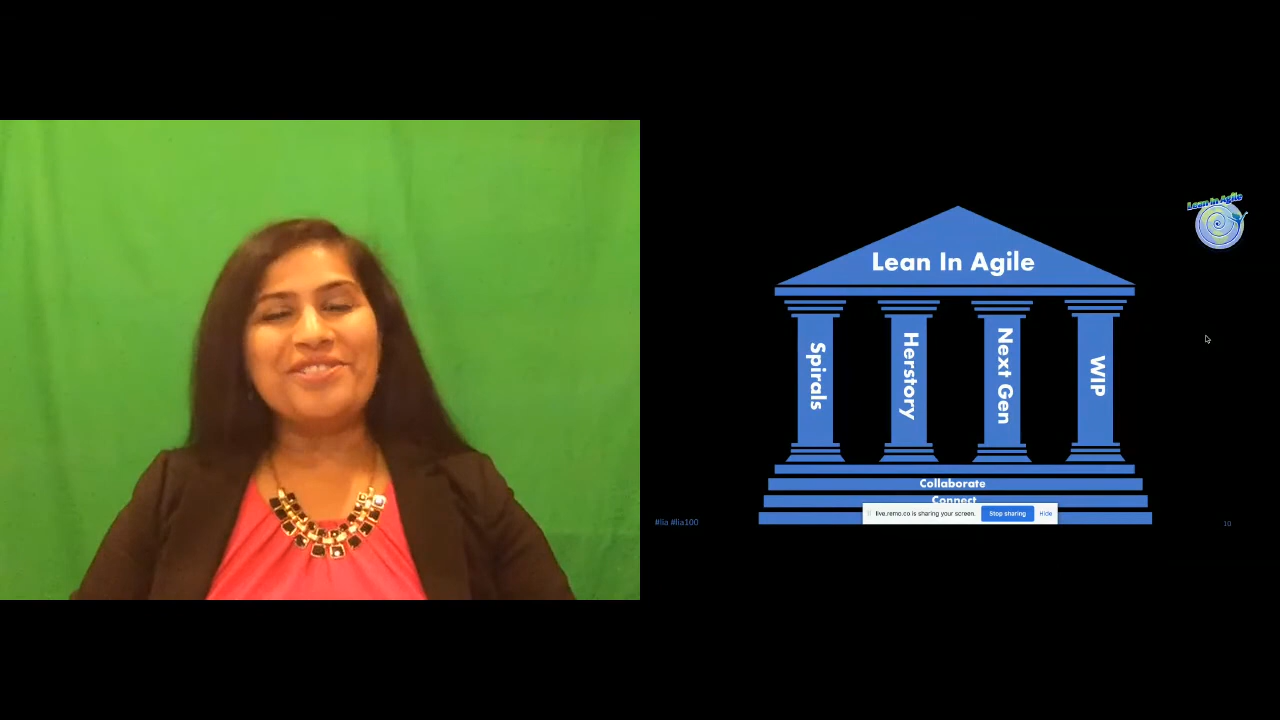 Lean In Agile
Lean In Agile
Spirals
Herstory
Next Gen
WIP
Collaborate
Connect
live.remo.co is sharing your screen.
Stop sharing
Hide
#lia #lia100
10